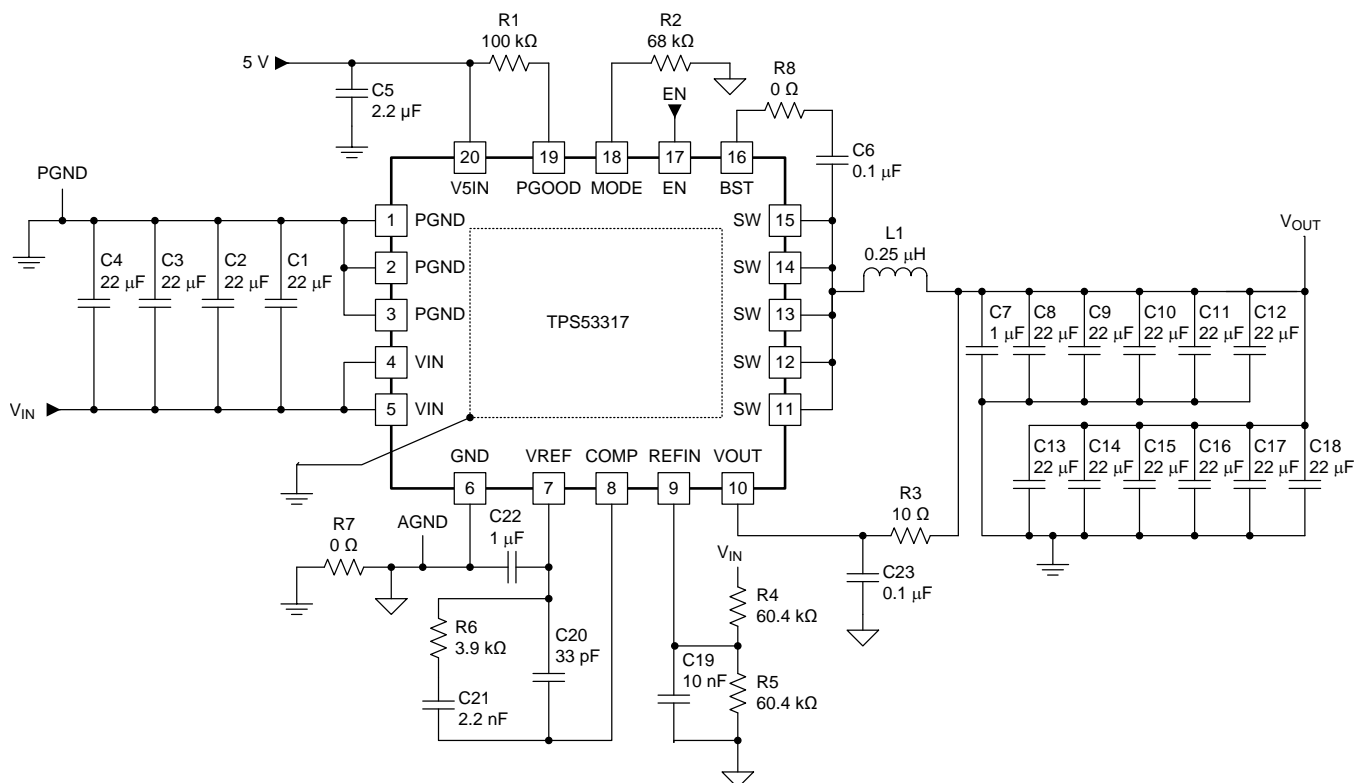 R1
100 kΩ
R2
68 kΩ
5 V
C5
2.2 µF
EN
R8
0 Ω
C6
0.1 µF
20
19
18
17
16
V5IN
PGOOD
MODE
EN
BST
PGND
1
PGND
2
PGND
3
PGND
4
VIN
5
VIN
VIN
C4
22 µF
C3
22 µF
C2
22 µF
C1
22 µF
TPS53317
SW
15
SW
14
SW
13
SW
12
SW
11
L1
0.25 µH
VOUT
C7
1 µF
C8
22 µF
C9
22 µF
C10
22 µF
C11
22 µF
C12
22 µF
C13
22 µF
C14
22 µF
C15
22 µF
C16
22 µF
C17
22 µF
C18
22 µF
GND
VREF
COMP
REFIN
VOUT
6
7
8
9
10
R7
0 Ω
AGND
C22
1 µF
R3
10 Ω
C23
0.1 µF
VIN
R4
60.4 kΩ
R6
3.9 kΩ
C20
33 pF
C19
10 nF
R5
60.4 kΩ
C21
2.2 nF